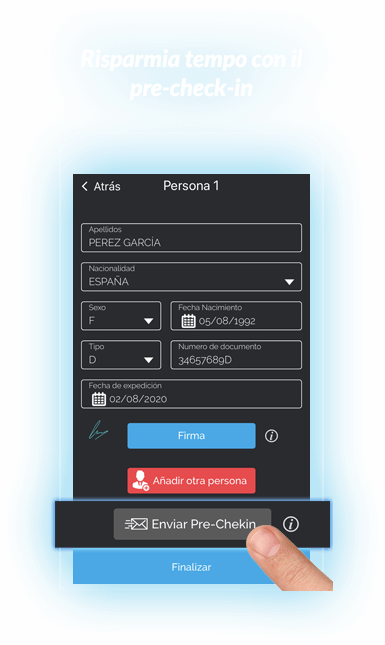 Risparmia tempo con il
pre-check-in
Atrás
Persona 1
Apellidos
PEREZ GARCÍA
Nacionalidad
ESPAÑA
Sexo
F
Fecha Nacimiento
05/08/1992
Tipo
D
Numero de documento
34657689D
Fecha de expedición
02/08/2020
Firma
Añadir otra persona
Enviar Pre-Chekin
Finalizar